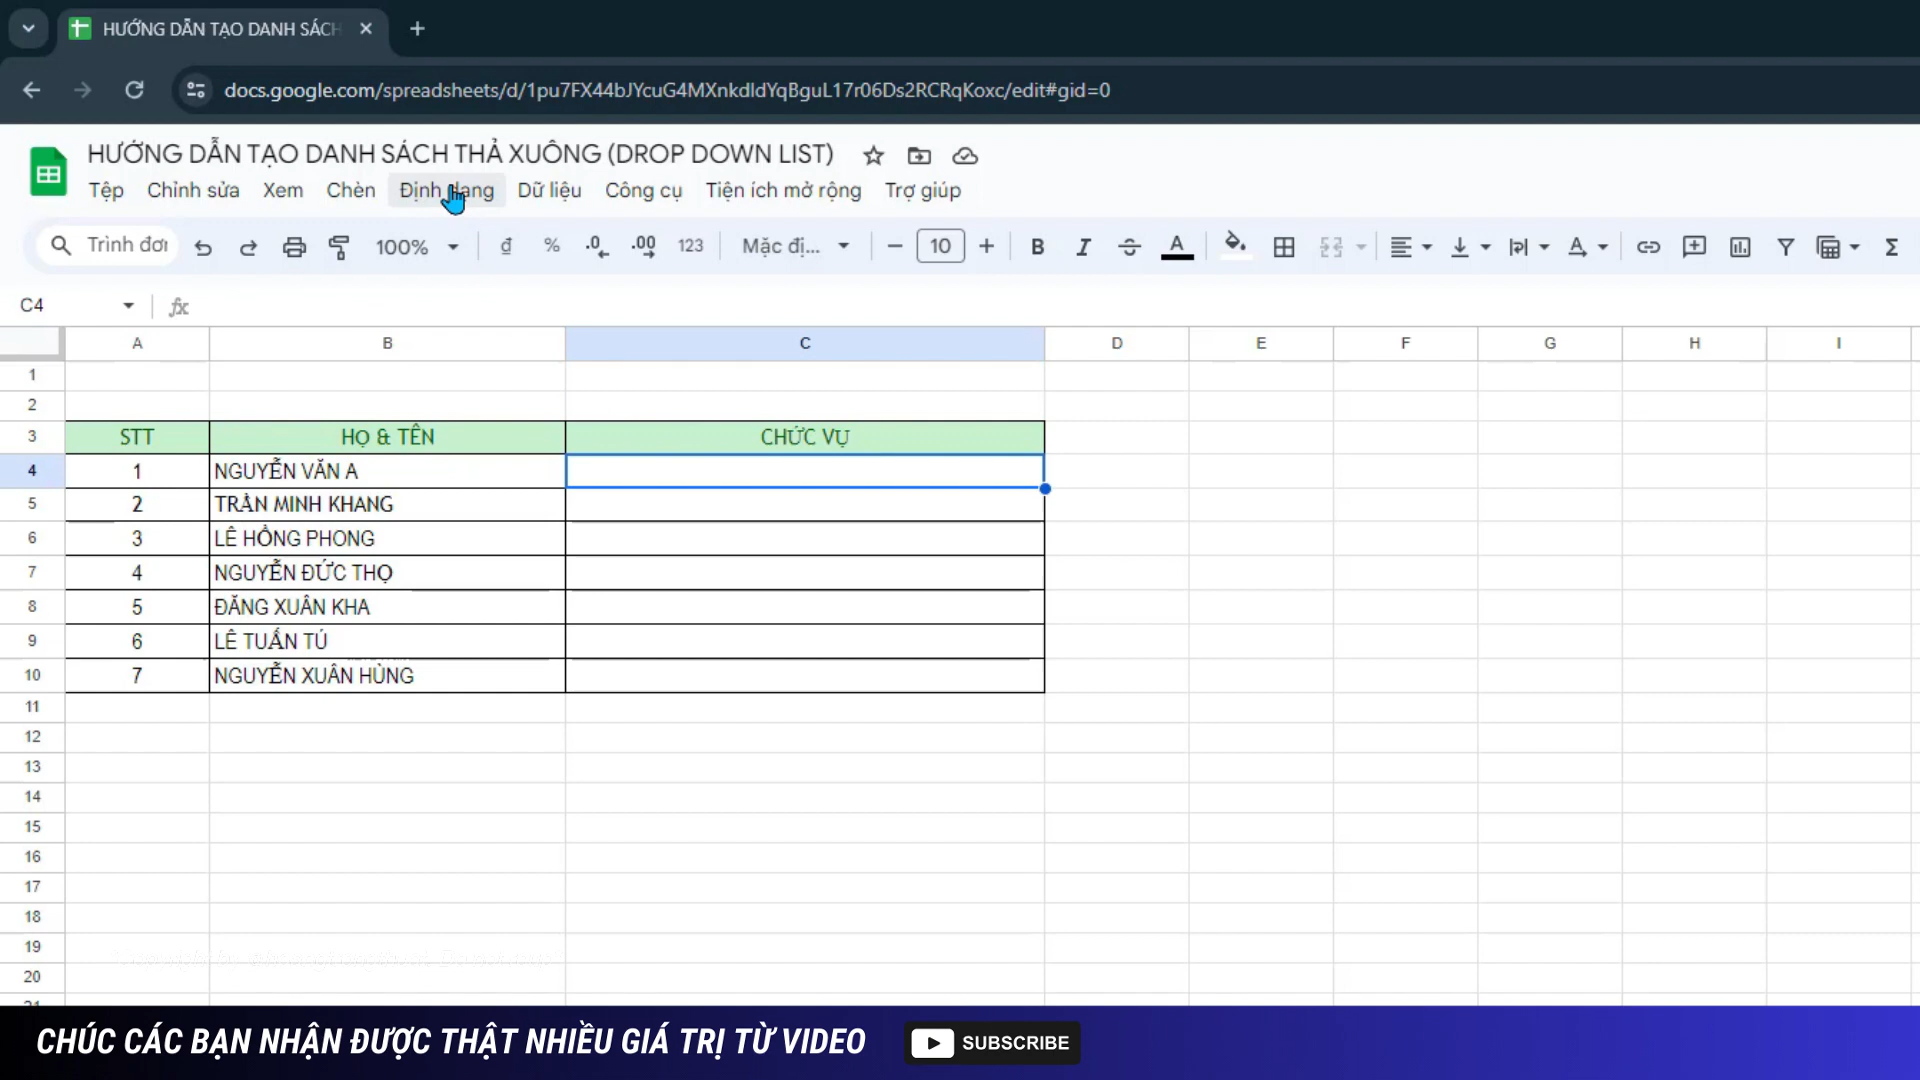 HƯỚNG DẪN TẠO DANH SÁCH
docs.google.com/spreadsheets/d/1pu7FX44bJYcuG4MXnkdldYqBguL17r06Ds2RCRqKoxc/edit#gid=0
HƯỚNG DẪN TẠO DANH SÁCH THẢ XUÔNG (DROP DOWN LIST)
Tệp Chỉnh sửa Xem Chèn Định dạng Dữ liệu Công cụ Tiện ích mở rộng Trợ giúp
Trình đơn 100% đ % .0 .00 123 Mặc đị... 10 B I A A Σ
C4 fx
A B C D E F G H I
1
2
3 STT HỌ & TÊN CHỨC VỤ
4 1 NGUYỄN VĂN A
5 2 TRẦN MINH KHANG
6 3 LÊ HỒNG PHONG
7 4 NGUYỄN ĐỨC THỌ
8 5 ĐĂNG XUÂN KHA
9 6 LÊ TUẤN TÚ
10 7 NGUYỄN XUÂN HÙNG
11
12
13
14
15
16
17
18
19
20
21
CHÚC CÁC BẠN NHẬN ĐƯỢC THẬT NHIỀU GIÁ TRỊ TỪ VIDEO SUBSCRIBE